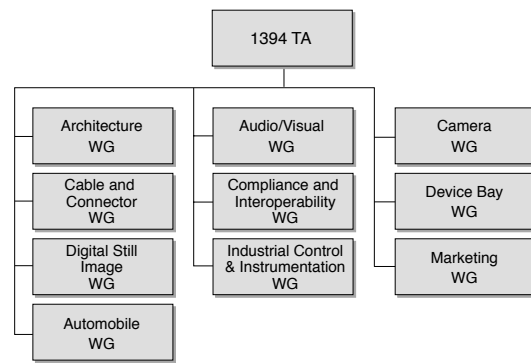 1394 TA
Architecture
WG
Audio/Visual
WG
Camera
WG
Cable and
Connector
WG
Compliance and
Interoperability
WG
Device Bay
WG
Digital Still
Image
WG
Industrial Control
& Instrumentation
WG
Marketing
WG
Automobile
WG